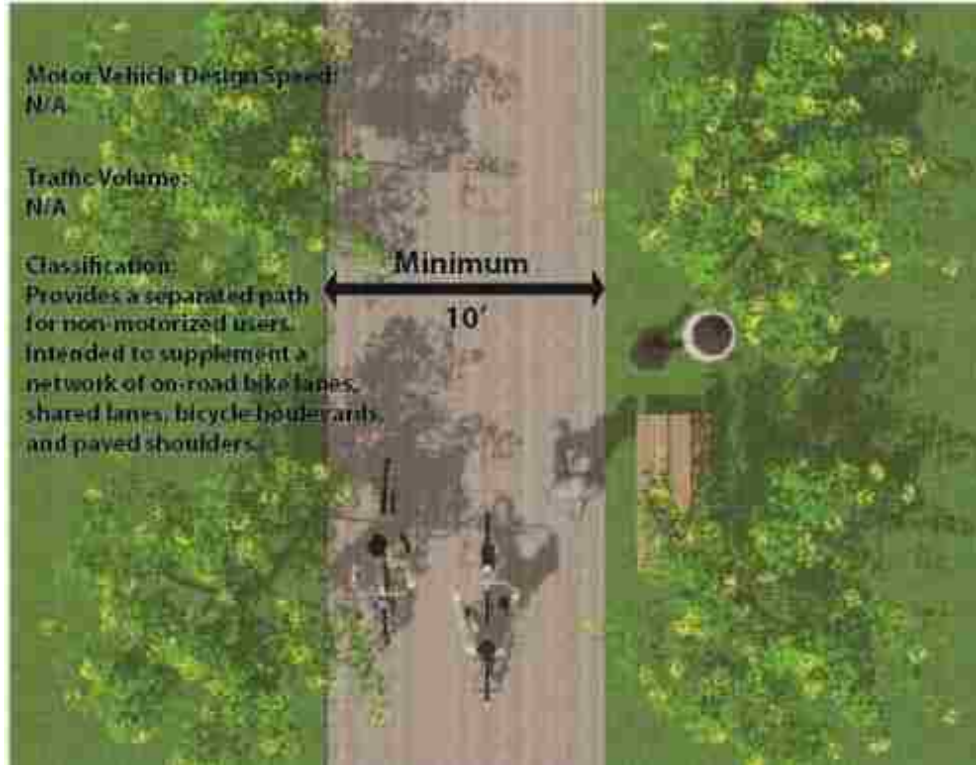 Motor Vehicle Design Speed:
N/A
Traffic Volume:
N/A
Classification:
Provides a separated path
for non-motorized users.
Intended to supplement a
network of on-road bike lanes,
shared lanes, bicycle boulevards,
and paved shoulders.
Minimum
10'